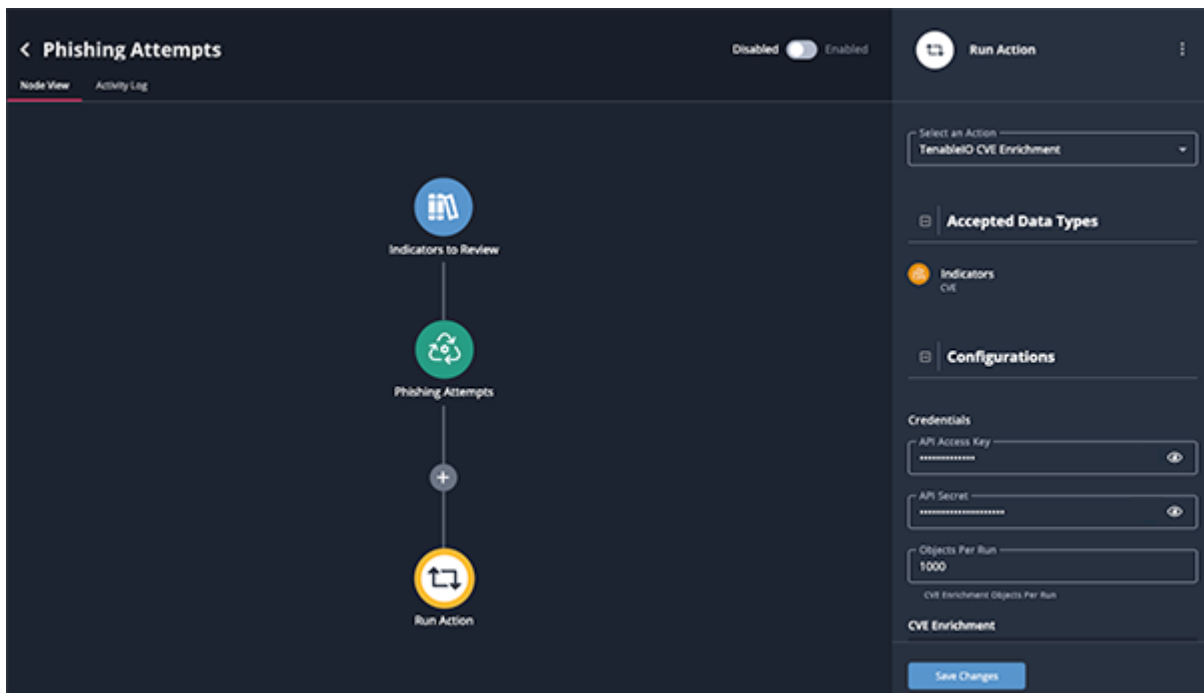 Phishing Attempts
Disabled Enabled
Node View Activity Log
Indicators to Review
Phishing Attempts
Run Action
Run Action
Select an Action
TenableIO CVE Enrichment
Accepted Data Types
Indicators
CVE
Configurations
Credentials
API Access Key
API Secret
Objects Per Run
1000
CVE Enrichment Objects Per Run
CVE Enrichment
Save Changes